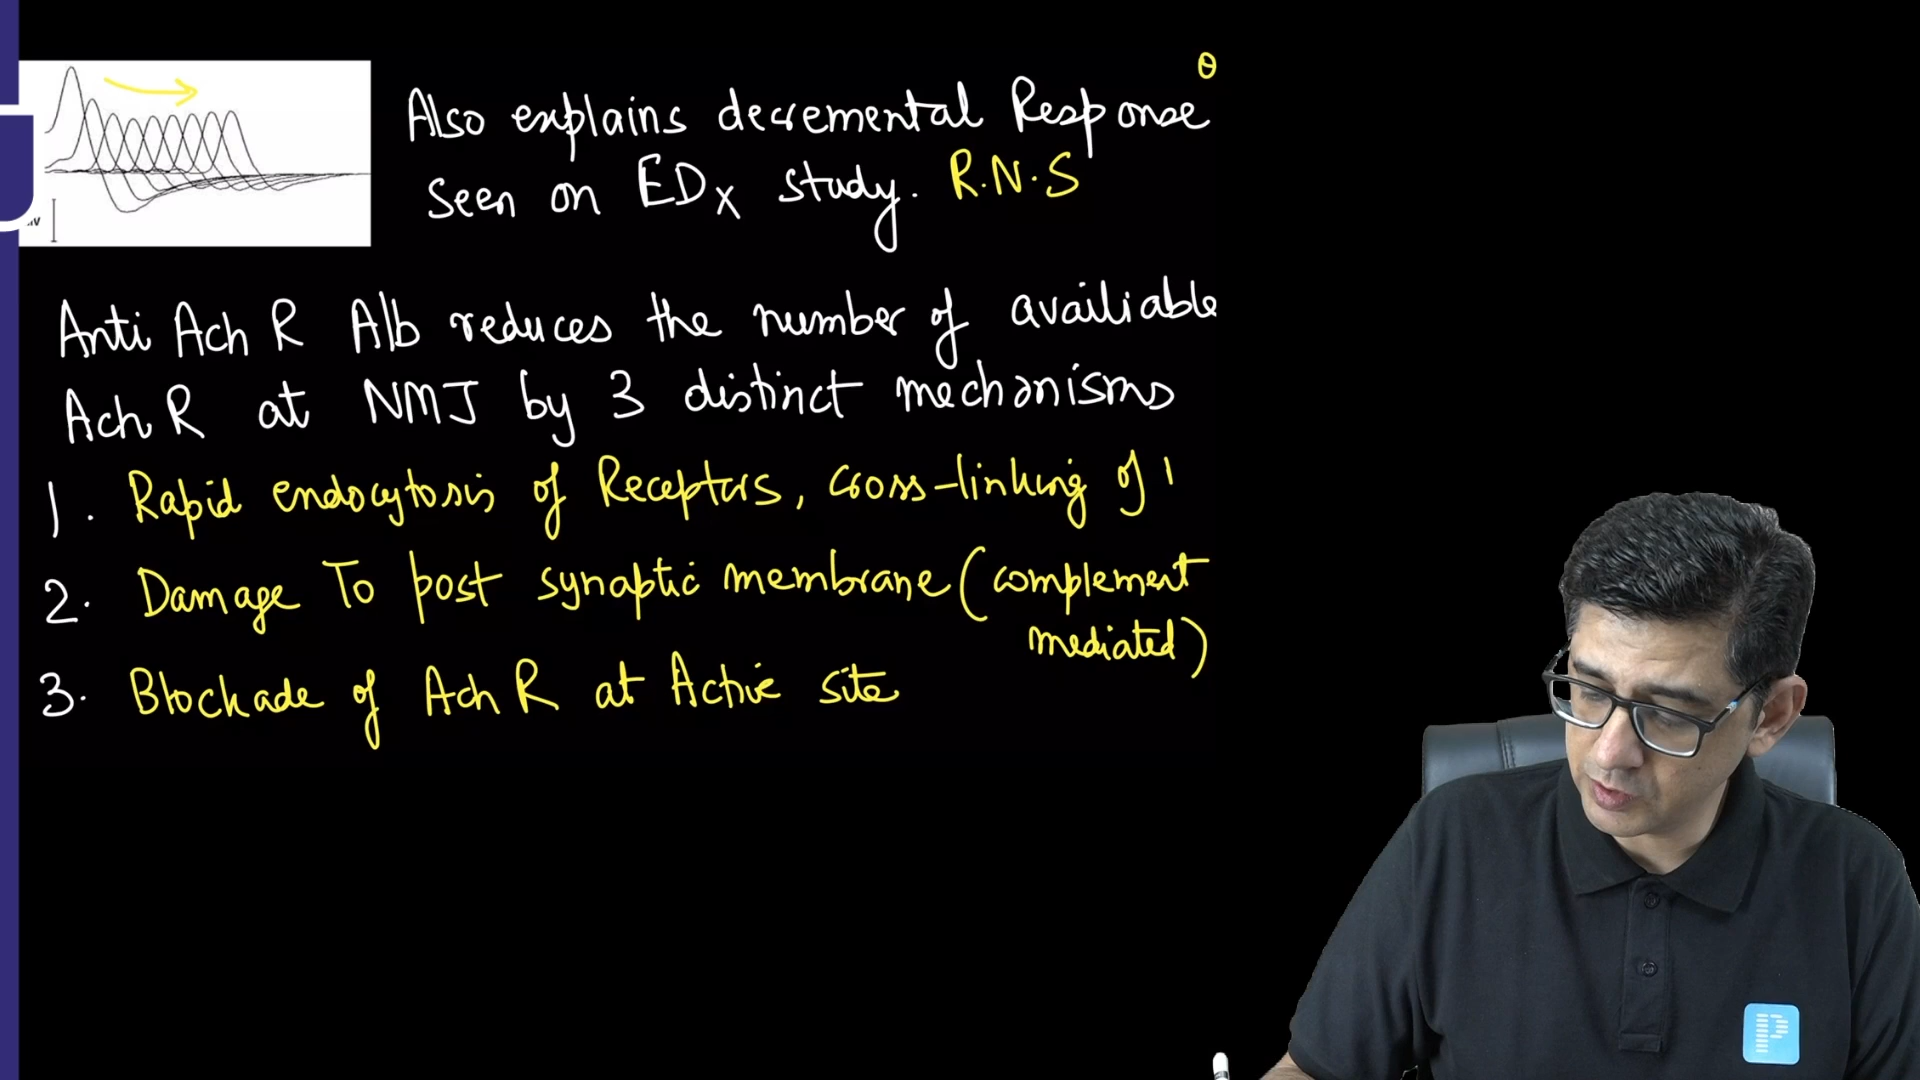 θ
Also explains decremental Response
seen on EDx study. R.N.S
Anti Ach R A/b reduces the number of availiable
Ach R at NMJ by 3 distinct mechanisms
1. Rapid endocytosis of Receptors, cross-linking of
2. Damage To post synaptic membrane (complement
mediated)
3. Blockade of Ach R at Active site